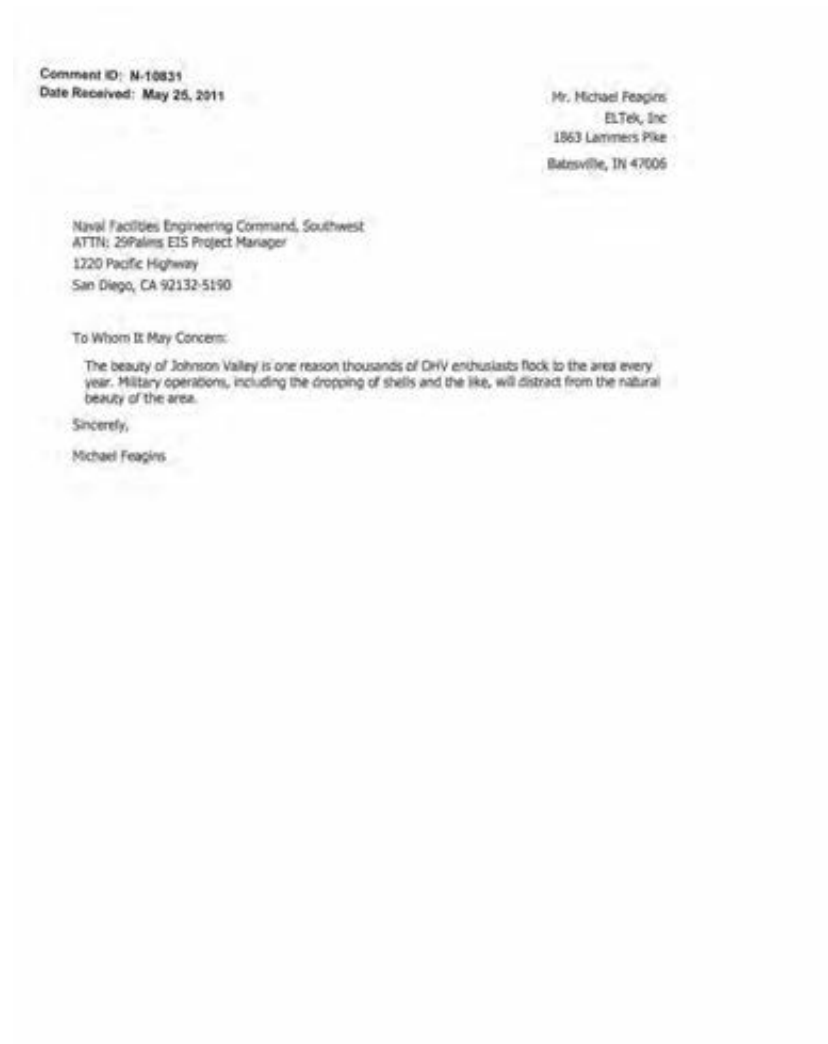 Comment ID: N-10831
Date Received: May 25, 2011
Mr. Michael Feagins
ELTek, Inc
1863 Lammers Pike
Batesville, IN 47006
Naval Facilities Engineering Command, Southwest
ATTN: 29Palms EIS Project Manager
1220 Pacific Highway
San Diego, CA 92132-5190
To Whom It May Concern:
The beauty of Johnson Valley is one reason thousands of OHV enthusiasts flock to the area every
year. Military operations, including the dropping of shells and the like, will distract from the natural
beauty of the area.
Sincerely,
Michael Feagins